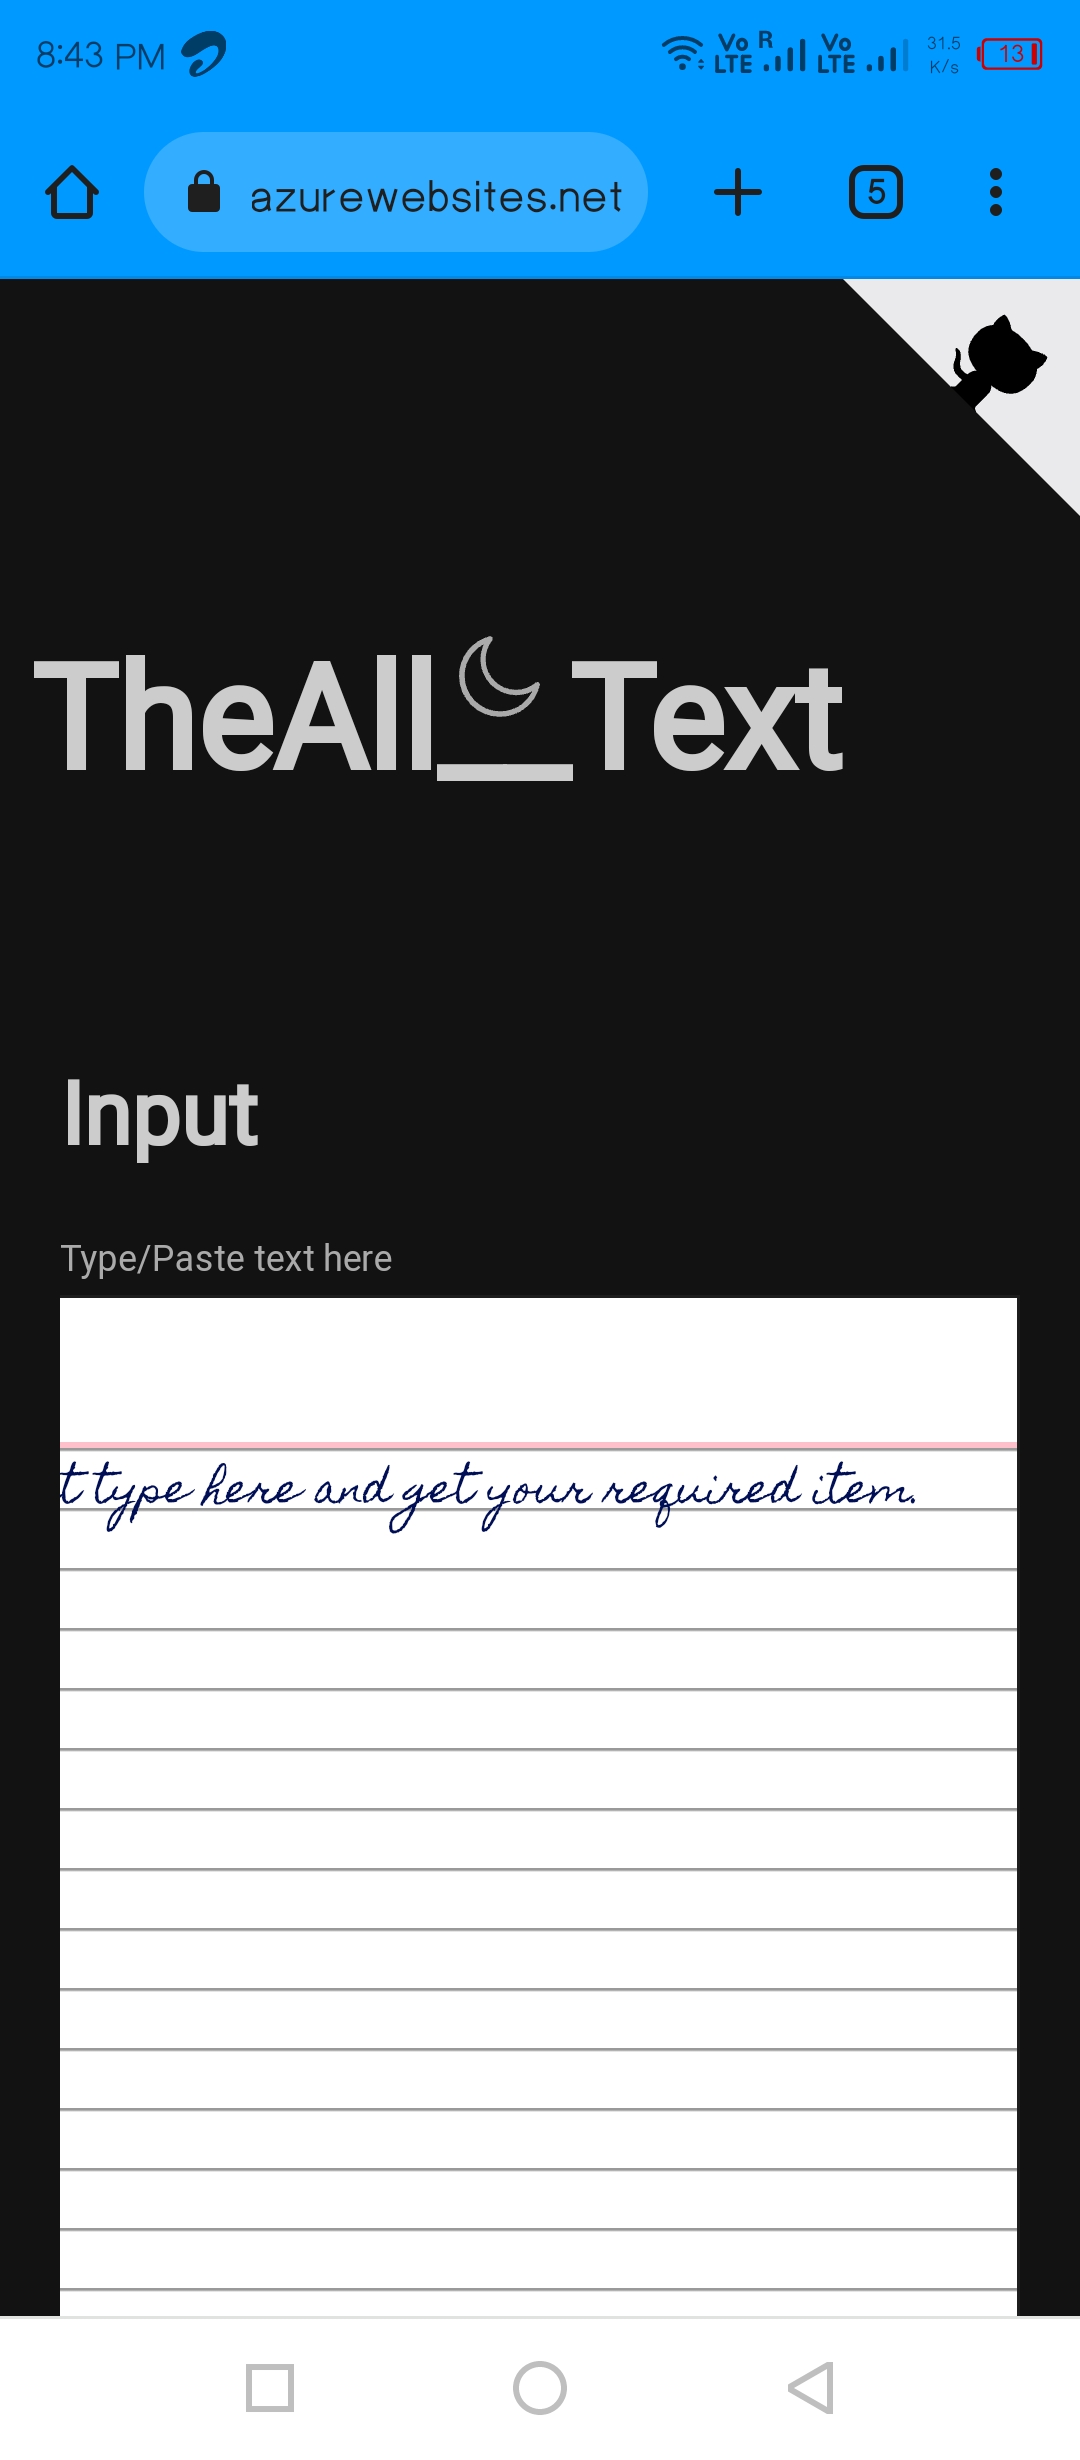 8:43 PM
Vo LTE R Vo LTE 31.5 K/s 13
azurewebsites.net 5
TheAll__Text
Input
Type/Paste text here
t type here and get your required item.